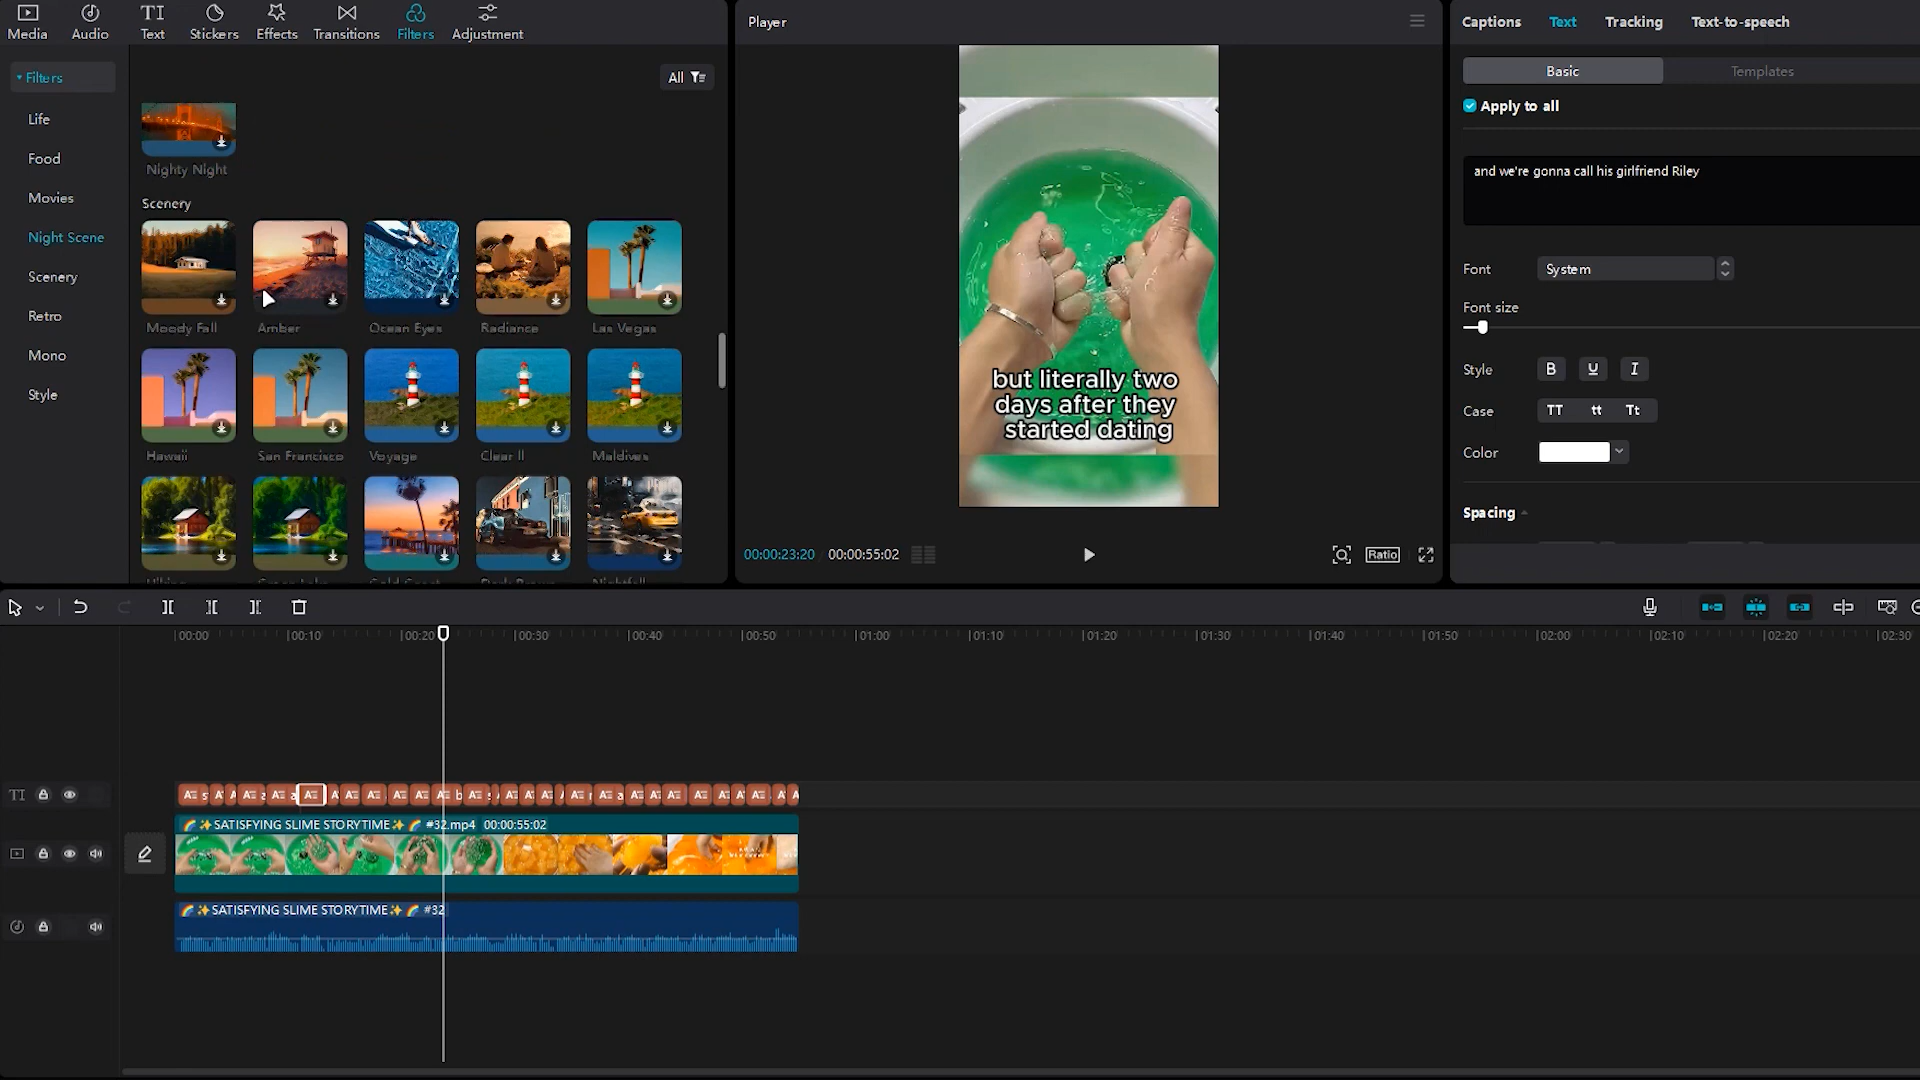 Media Audio Text Stickers Effects Transitions Filters Adjustment
Filters
Life
Food
Movies
Night Scene
Scenery
Retro
Mono
Style
All
Nighty Night
Scenery
Moody Fall Amber Ocean Eyes Radiance Las Vegas
Hawaii San Francisco Voyage Clear II Maldives
Player
but literally two
days after they
started dating
00:00:23:20 00:00:55:02
Ratio
Captions Text Tracking Text-to-speech
Basic Templates
Apply to all
and we're gonna call his girlfriend Riley
Font System
Font size
Style B U I
Case TT tt Tt
Color
Spacing
00:00 00:10 00:20 00:30 00:40 00:50 01:00 01:10 01:20 01:30 01:40 01:50 02:00 02:10 02:20 02:30
TI
🌈 ✨SATISFYING SLIME STORYTIME✨ 🌈 #32.mp4 00:00:55:02
🌈 ✨SATISFYING SLIME STORYTIME✨ 🌈 #32